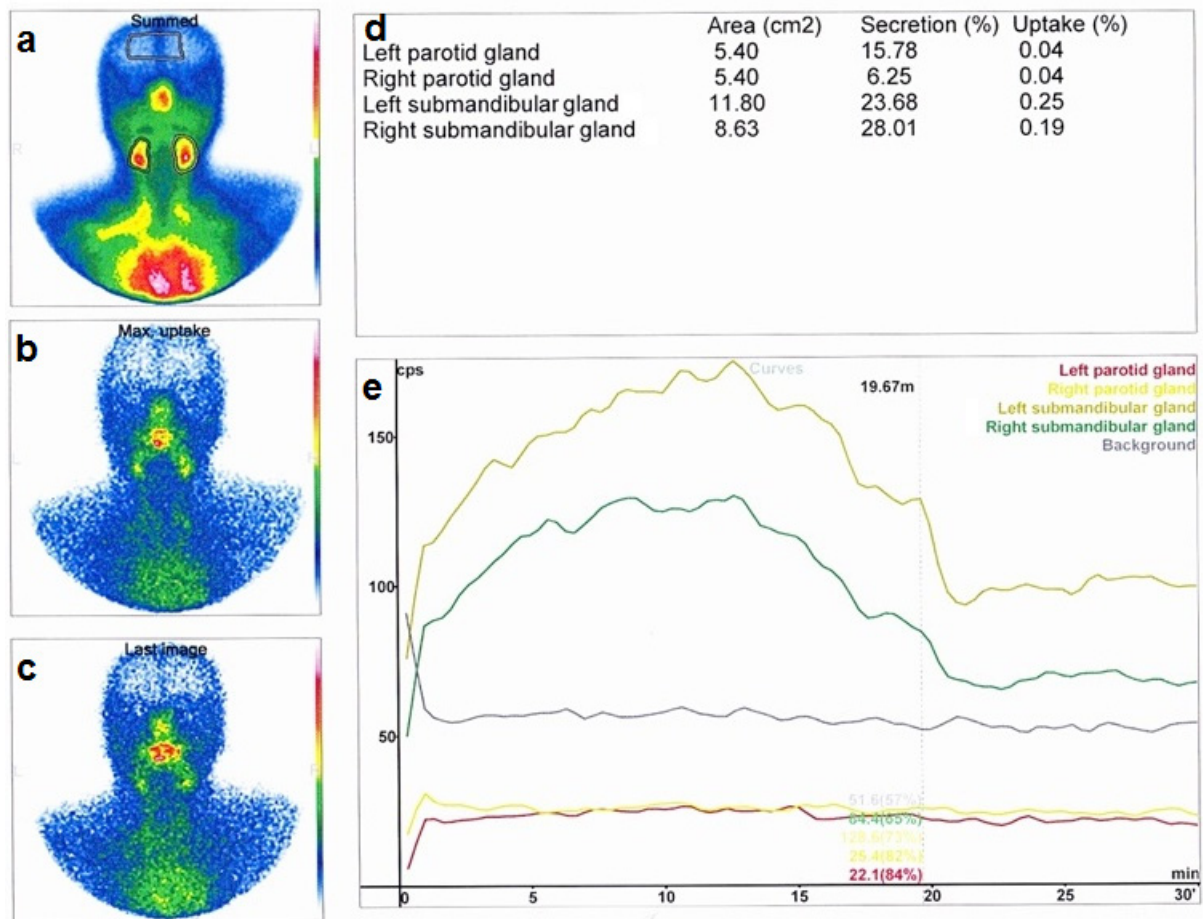 a
Summed
R
L
b
Max. uptake
L
R
c
Last image
L
R
d
Area (cm2) Secretion (%) Uptake (%)
Left parotid gland 5.40 15.78 0.04
Right parotid gland 5.40 6.25 0.04
Left submandibular gland 11.80 23.68 0.25
Right submandibular gland 8.63 28.01 0.19
e
cps
Curves
19.67m
Left parotid gland
Right parotid gland
Left submandibular gland
Right submandibular gland
Background
150
100
50
51.6(57%)
84.4(65%)
128.6(73%)
25.4(82%)
22.1(84%)
min
0 5 10 15 20 25 30'